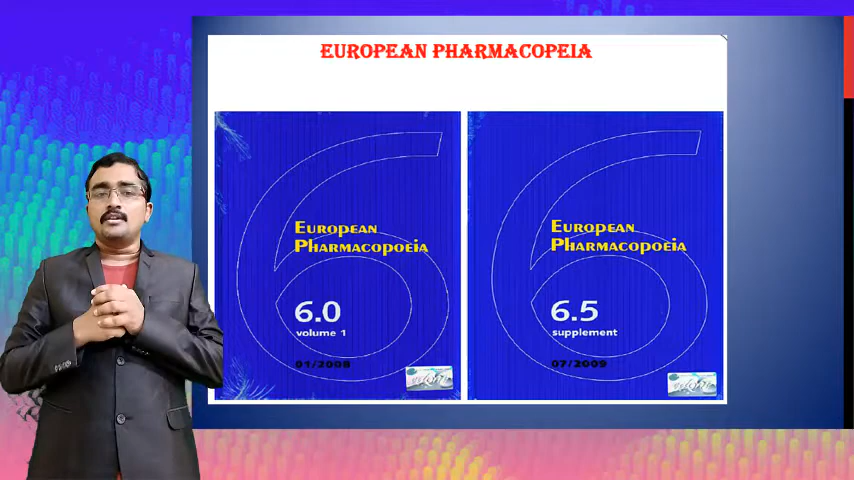 EUROPEAN PHARMACOPEIA
European
Pharmacopoeia
6.0
volume 1
01/2008
European
Pharmacopoeia
6.5
supplement
07/2009